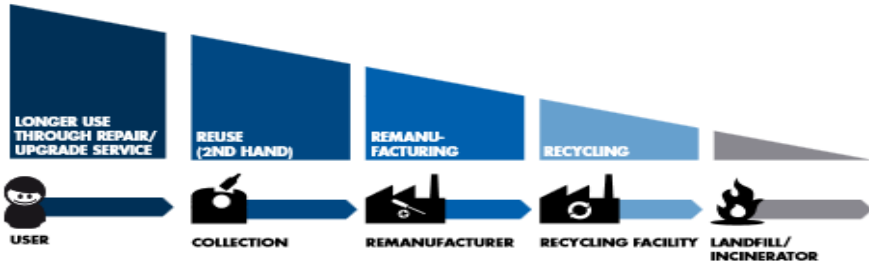 LONGER USE
THROUGH REPAIR/
UPGRADE SERVICE
REUSE
(2ND HAND)
REMANU-
FACTURING
RECYCLING
USER
COLLECTION
REMANUFACTURER
RECYCLING FACILITY
LANDFILL/
INCINERATOR